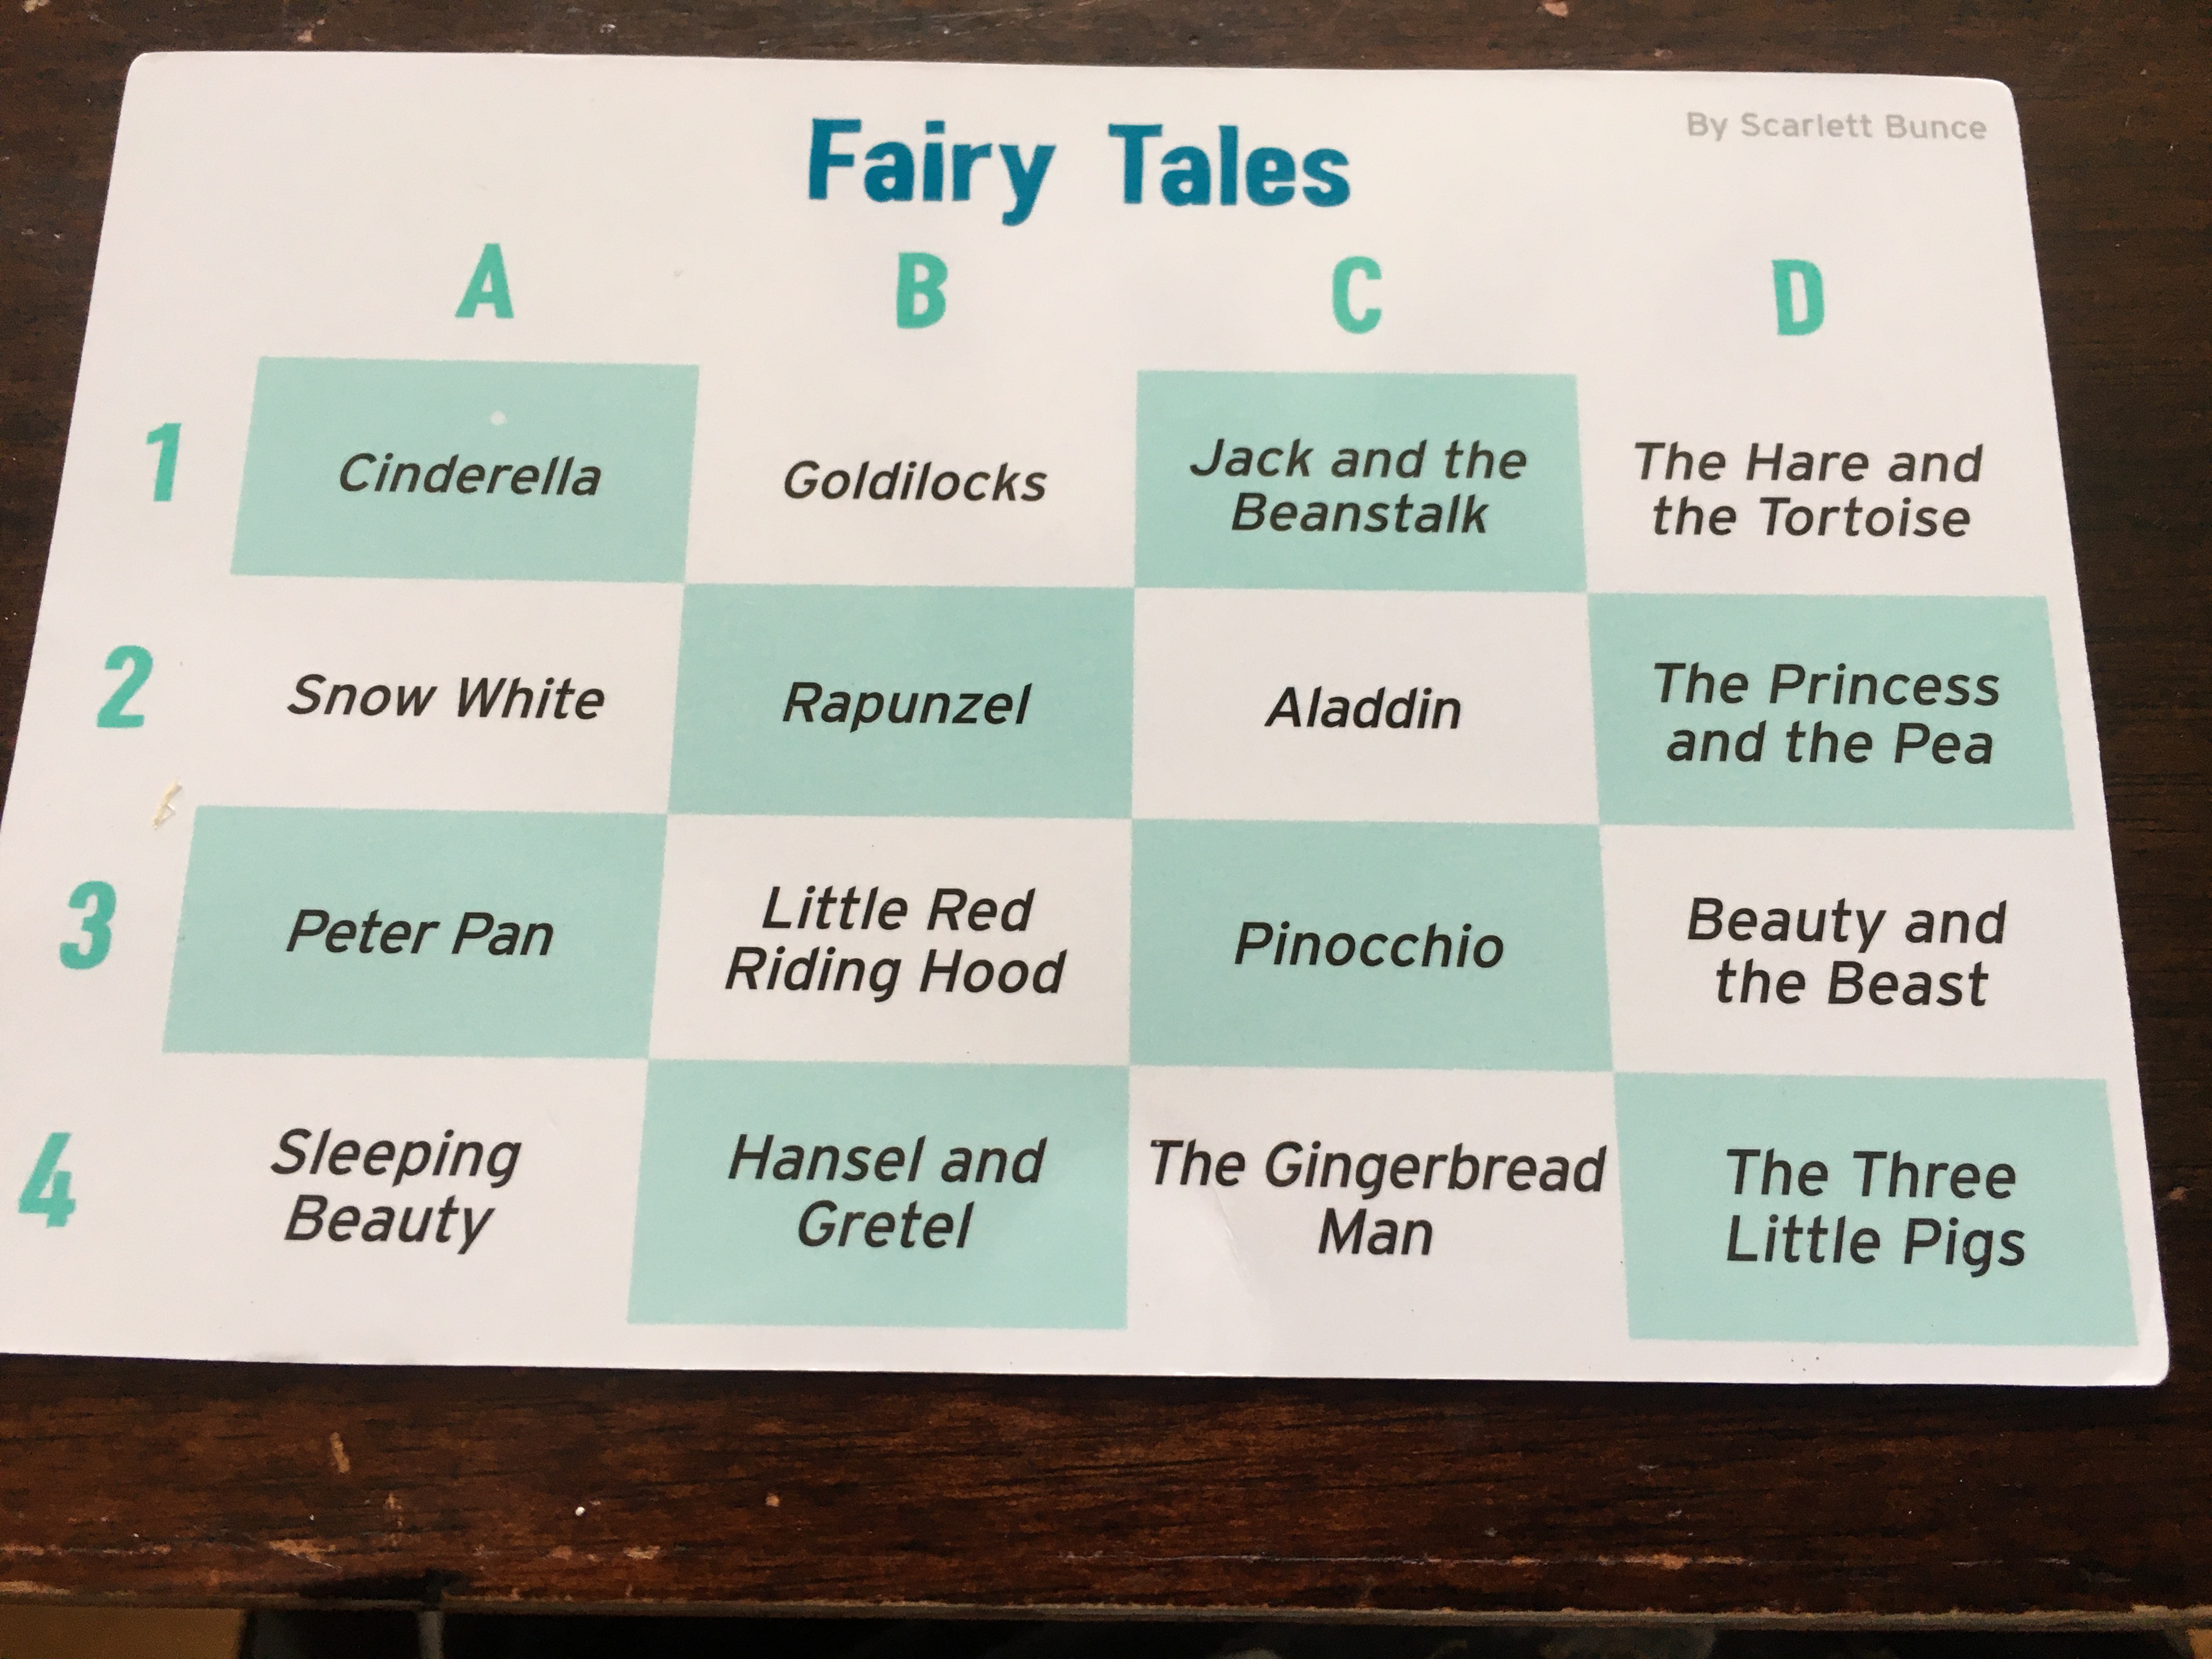 By Scarlett Bunce
Fairy Tales
A B C D
1 Cinderella Goldilocks Jack and the Beanstalk The Hare and the Tortoise
2 Snow White Rapunzel Aladdin The Princess and the Pea
3 Peter Pan Little Red Riding Hood Pinocchio Beauty and the Beast
4 Sleeping Beauty Hansel and Gretel The Gingerbread Man The Three Little Pigs